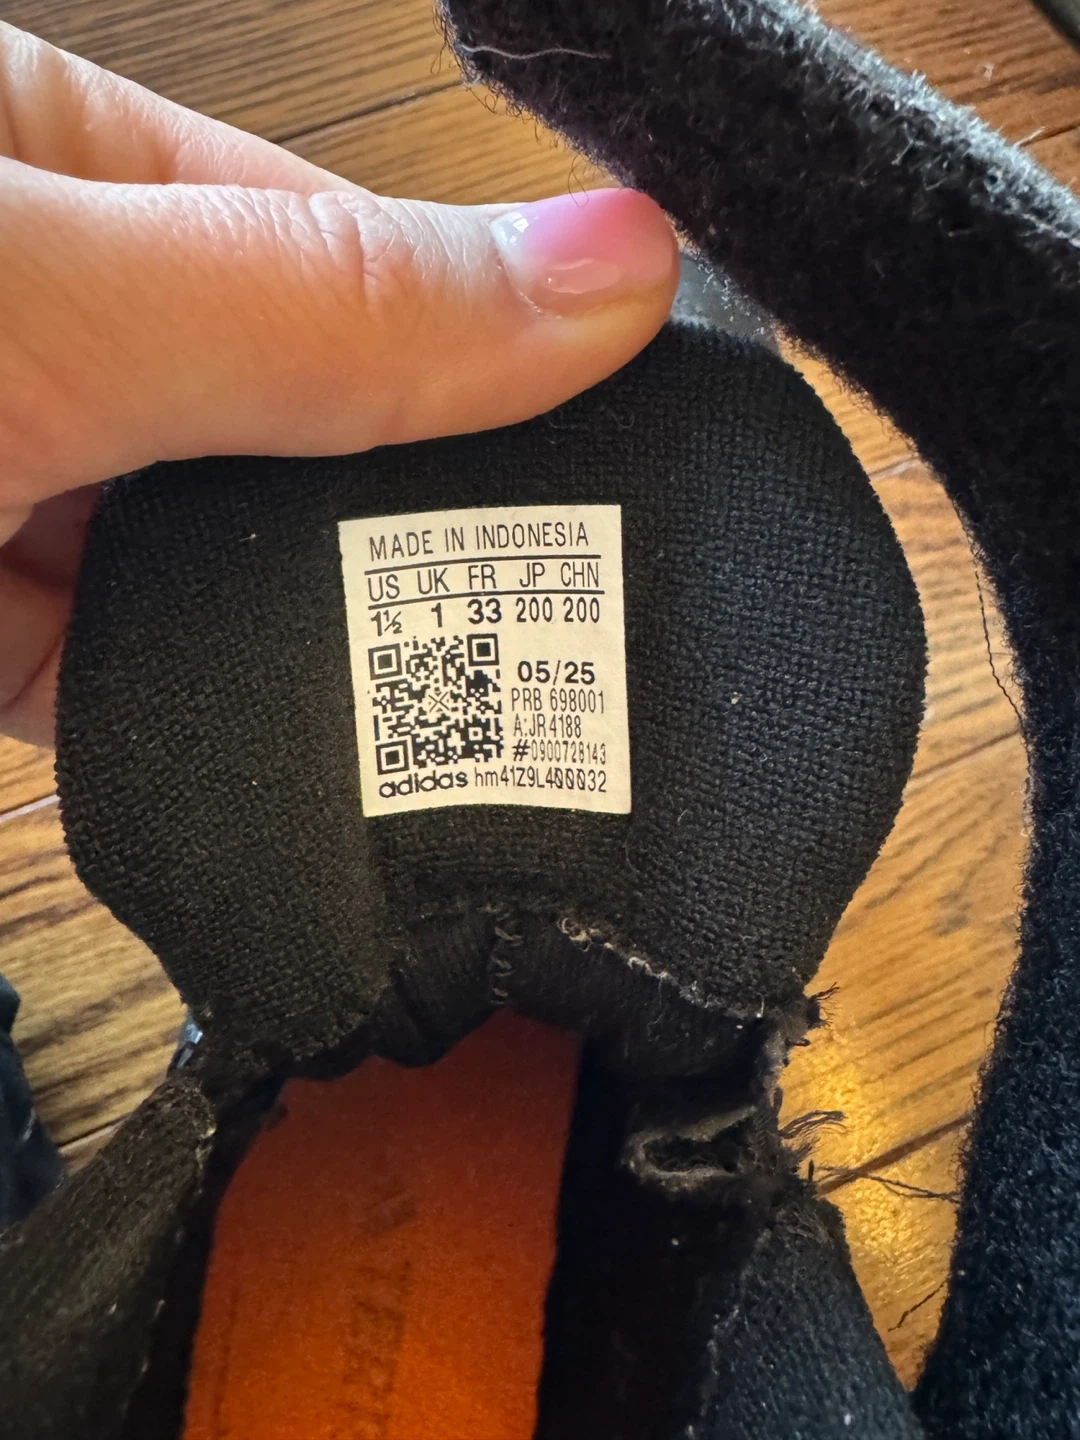 MADE IN INDONESIA
US UK FR JP CHN
1½ 1 33 200 200
05/25
PRB 698001
A:JR4188
#0900728143
adidas hm41Z9L400032